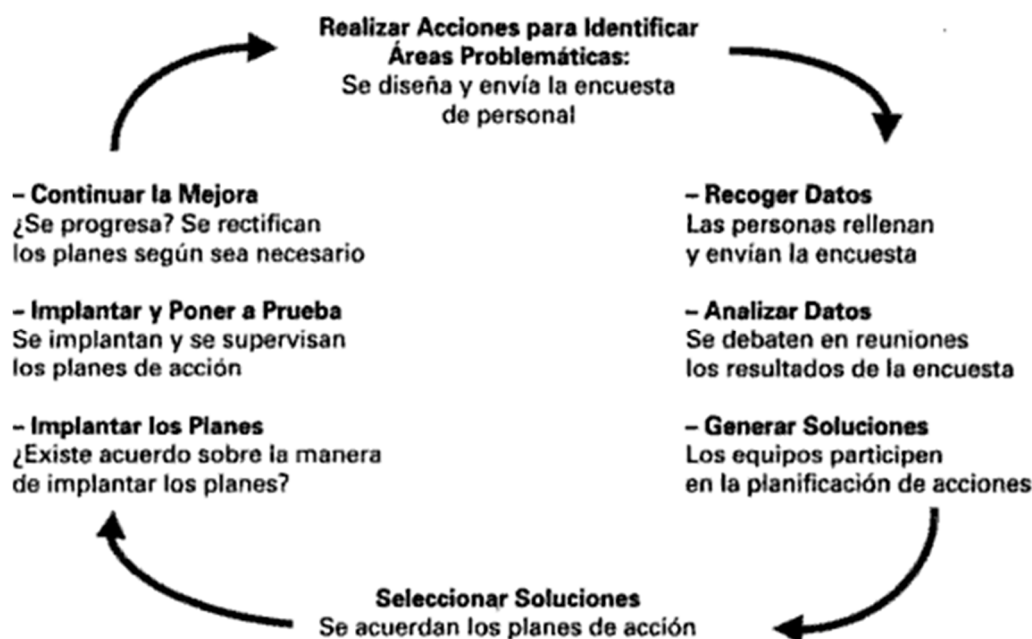 Realizar Acciones para Identificar
Áreas Problemáticas:
Se diseña y envía la encuesta
de personal
– Recoger Datos
Las personas rellenan
y envían la encuesta
– Analizar Datos
Se debaten en reuniones
los resultados de la encuesta
– Generar Soluciones
Los equipos participen
en la planificación de acciones
Seleccionar Soluciones
Se acuerdan los planes de acción
– Implantar los Planes
¿Existe acuerdo sobre la manera
de implantar los planes?
– Implantar y Poner a Prueba
Se implantan y se supervisan
los planes de acción
– Continuar la Mejora
¿Se progresa? Se rectifican
los planes según sea necesario